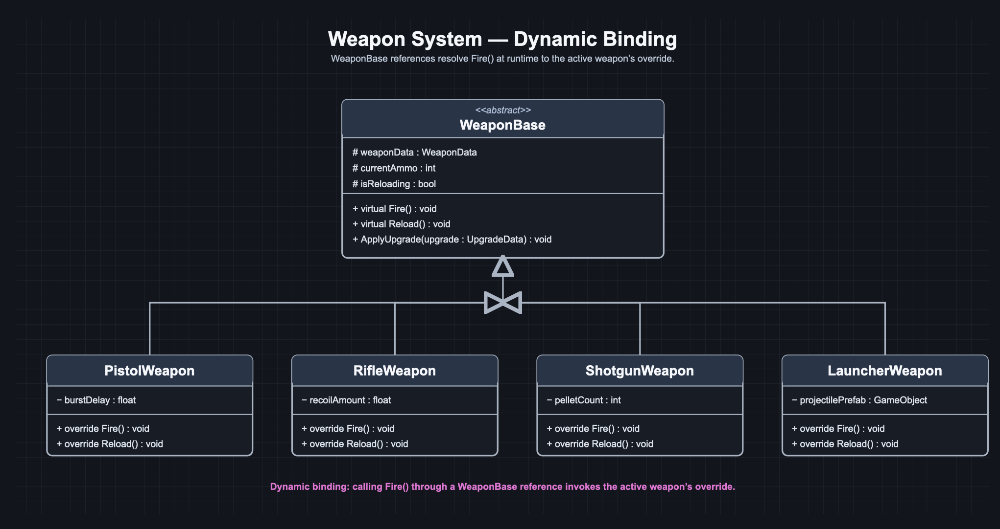 Weapon System — Dynamic Binding
WeaponBase references resolve Fire() at runtime to the active weapon’s override.
<<abstract>>
WeaponBase
# weaponData : WeaponData
# currentAmmo : int
# isReloading : bool
+ virtual Fire() : void
+ virtual Reload() : void
+ ApplyUpgrade(upgrade : UpgradeData) : void
PistolWeapon
− burstDelay : float
+ override Fire() : void
+ override Reload() : void
RifleWeapon
− recoilAmount : float
+ override Fire() : void
+ override Reload() : void
ShotgunWeapon
− pelletCount : int
+ override Fire() : void
+ override Reload() : void
LauncherWeapon
− projectilePrefab : GameObject
+ override Fire() : void
+ override Reload() : void
Dynamic binding: calling Fire() through a WeaponBase reference invokes the active weapon’s override.